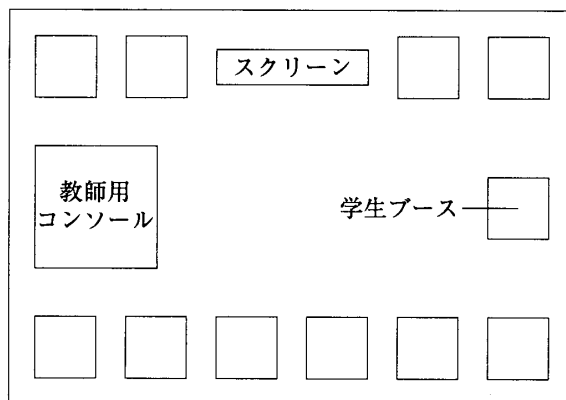 スクリーン
教師用
コンソール
学生ブース